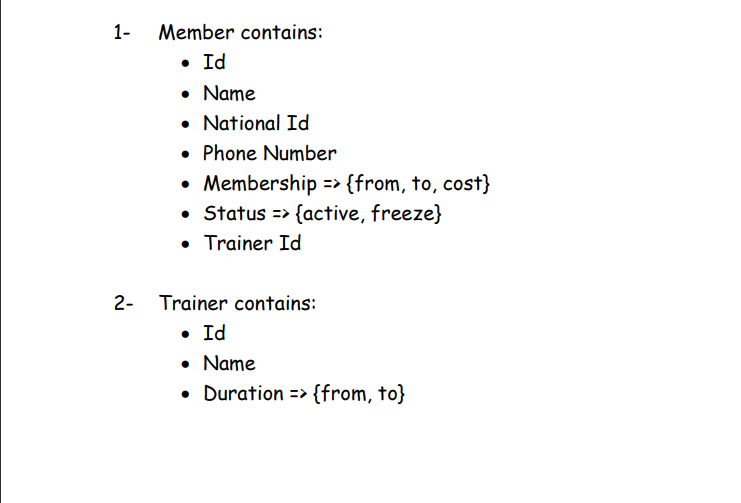 1- Member contains:
• Id
• Name
• National Id
• Phone Number
• Membership => {from, to, cost}
• Status => {active, freeze}
• Trainer Id
2- Trainer contains:
• Id
• Name
• Duration => {from, to}